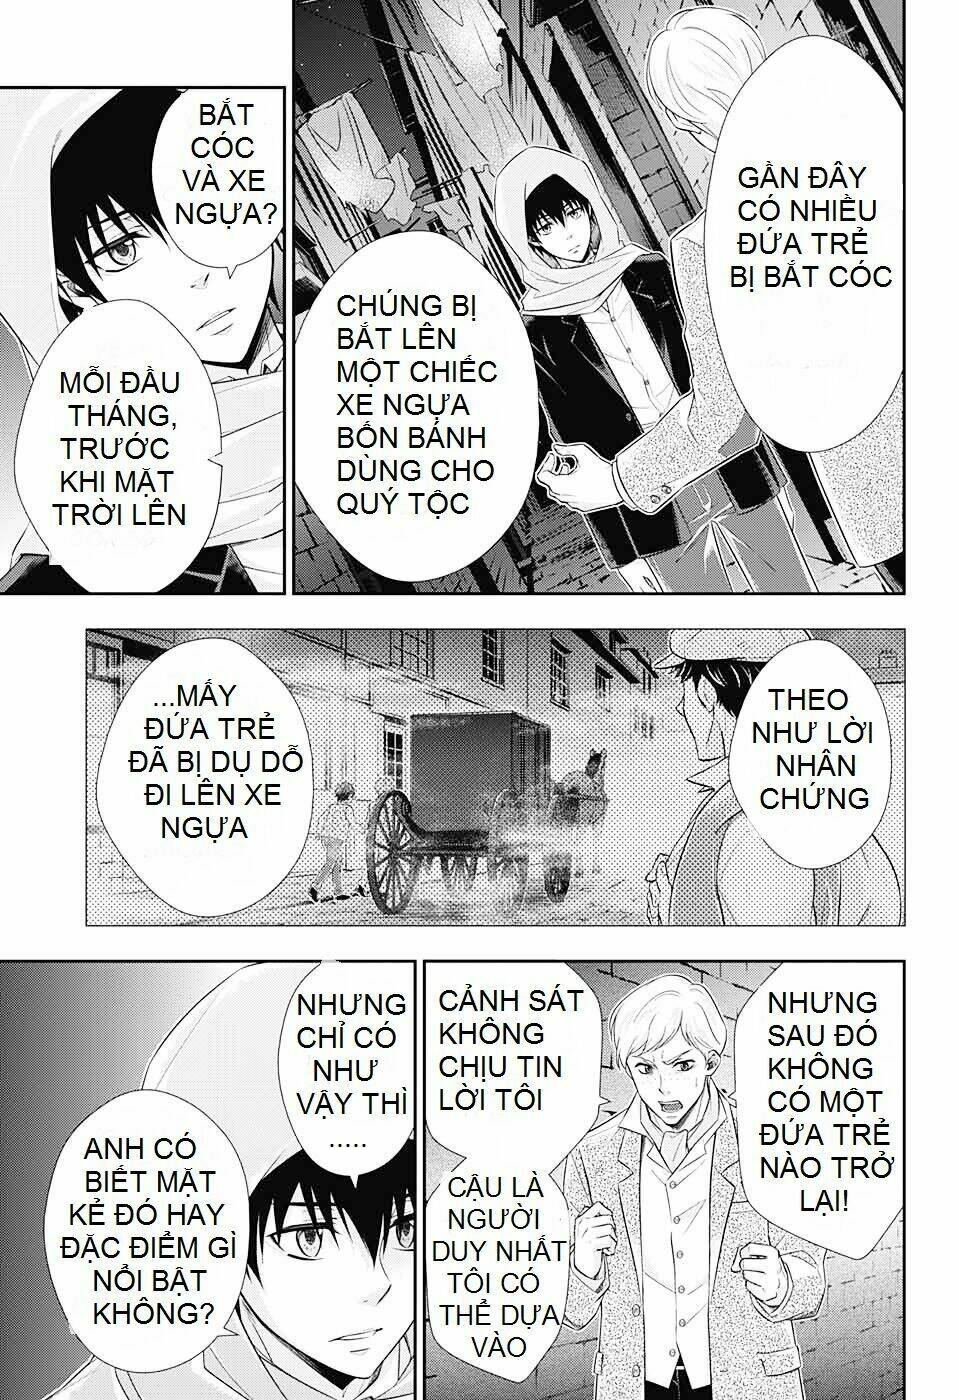 GẦN ĐÂY
CÓ NHIỀU
ĐỨA TRẺ
BỊ BẮT CÓC
CHÚNG BỊ
BẮT LÊN
MỘT CHIẾC
XE NGỰA
BỐN BÁNH
DÙNG CHO
QUÝ TỘC
BẮT
CÓC
VÀ XE
NGỰA?
MỖI ĐẦU
THÁNG,
TRƯỚC
KHI MẶT
TRỜI LÊN
THEO
NHƯ LỜI
NHÂN
CHỨNG
...MẤY
ĐỨA TRẺ
ĐÃ BỊ DỤ DỖ
ĐI LÊN XE
NGỰA
NHƯNG
SAU ĐÓ
KHÔNG
CÓ MỘT
ĐỨA TRẺ
NÀO TRỞ
LẠI!
CẢNH SÁT
KHÔNG
CHỊU TIN
LỜI TÔI
CẬU LÀ
NGƯỜI
DUY NHẤT
TÔI CÓ
THỂ DỰA
VÀO
NHƯNG
CHỈ CÓ
NHƯ
VẬY THÌ
.....
ANH CÓ
BIẾT MẶT
KẺ ĐÓ HAY
ĐẶC ĐIỂM GÌ
NỔI BẬT
KHÔNG?